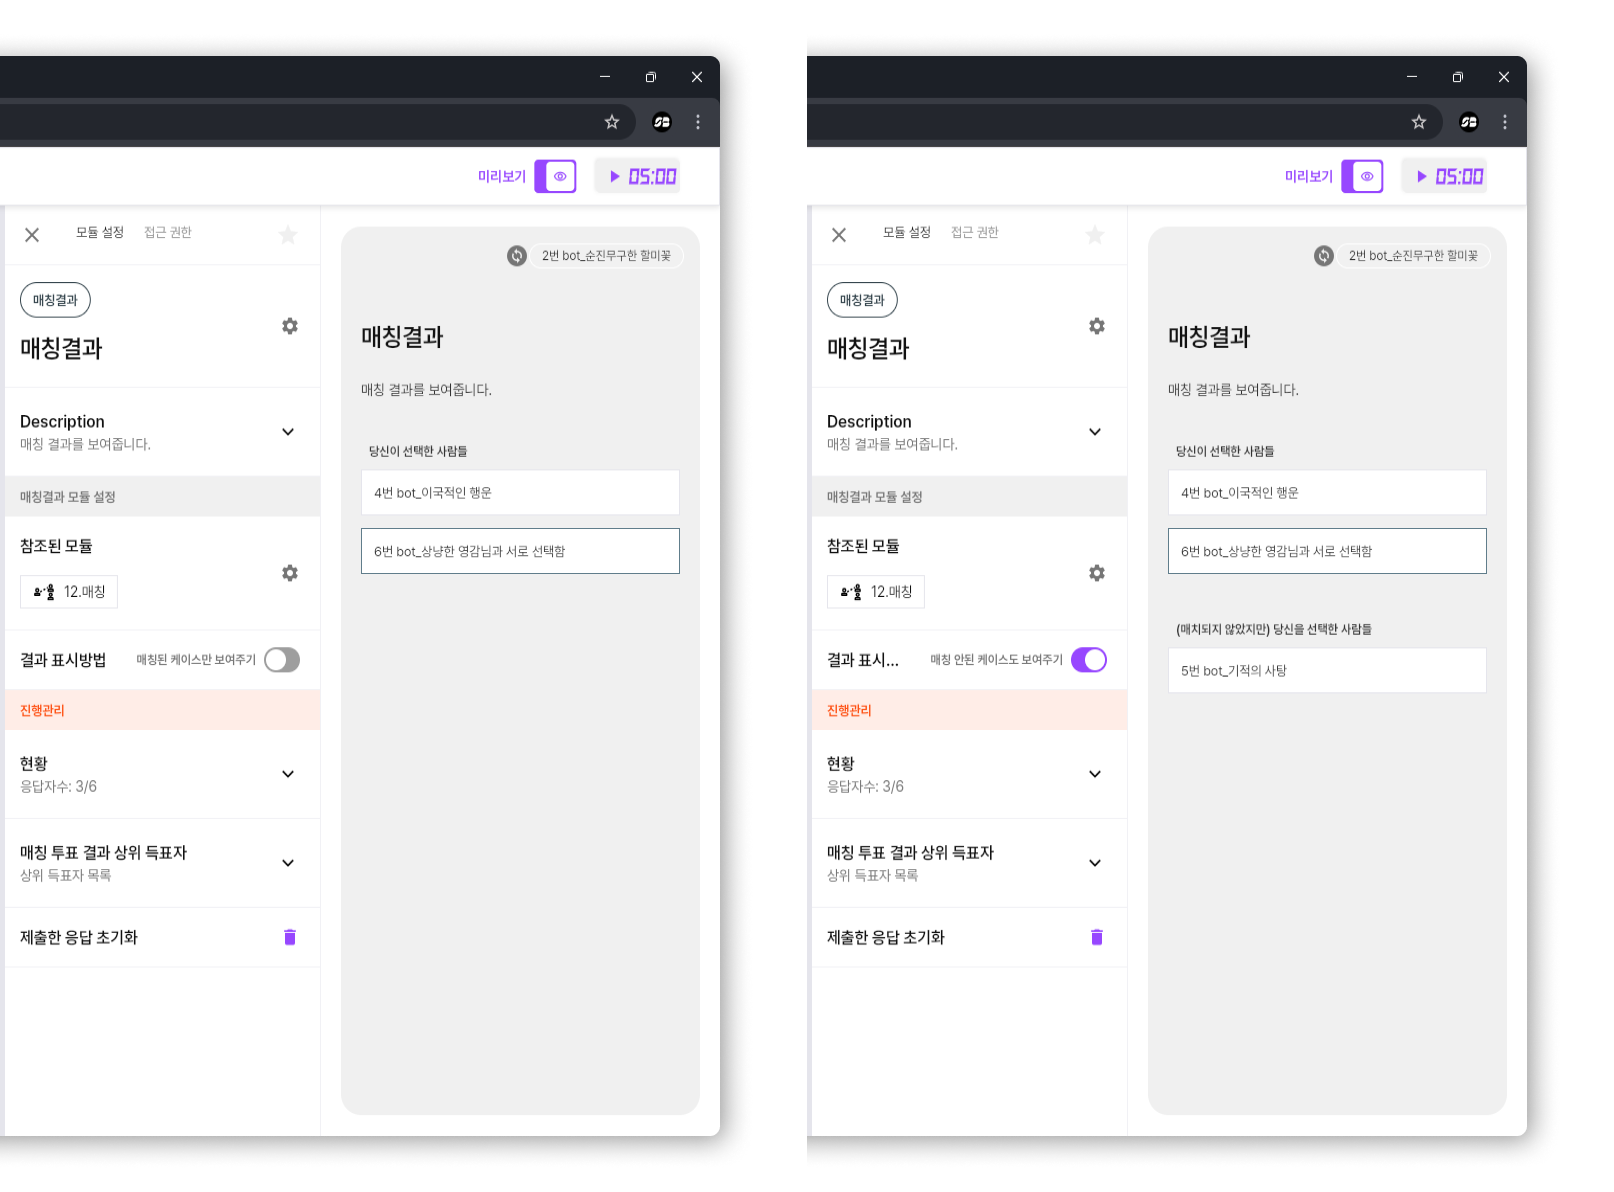 미리보기
05:00
모듈 설정
접근 권한
매칭결과
매칭결과
Description
매칭 결과를 보여줍니다.
매칭결과 모듈 설정
참조된 모듈
12.매칭
결과 표시방법
매칭된 케이스만 보여주기
진행관리
현황
응답자수: 3/6
매칭 투표 결과 상위 득표자
상위 득표자 목록
제출한 응답 초기화
2번 bot_순진무구한 할미꽃
매칭결과
매칭 결과를 보여줍니다.
당신이 선택한 사람들
4번 bot_이국적인 행운
6번 bot_상냥한 영감님과 서로 선택함
미리보기
05:00
모듈 설정
접근 권한
매칭결과
매칭결과
Description
매칭 결과를 보여줍니다.
매칭결과 모듈 설정
참조된 모듈
12.매칭
결과 표시...
매칭 안된 케이스도 보여주기
진행관리
현황
응답자수: 3/6
매칭 투표 결과 상위 득표자
상위 득표자 목록
제출한 응답 초기화
2번 bot_순진무구한 할미꽃
매칭결과
매칭 결과를 보여줍니다.
당신이 선택한 사람들
4번 bot_이국적인 행운
6번 bot_상냥한 영감님과 서로 선택함
(매치되지 않았지만) 당신을 선택한 사람들
5번 bot_기적의 사탕